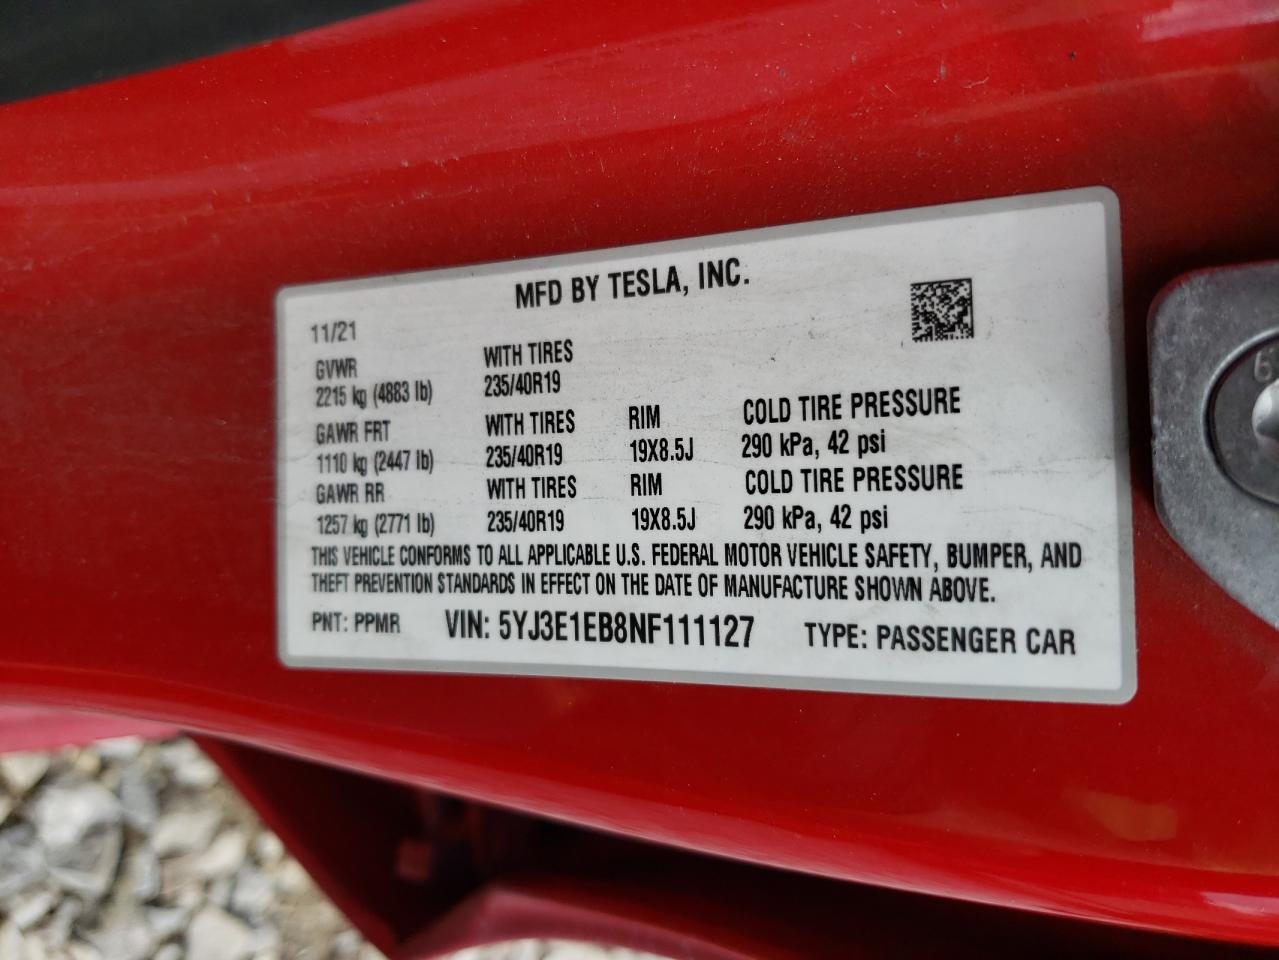 MFD BY TESLA, INC.
11/21
GVWR WITH TIRES
2215 kg (4883 lb) 235/40R19
GAWR FRT WITH TIRES RIM COLD TIRE PRESSURE
1110 kg (2447 lb) 235/40R19 19X8.5J 290 kPa, 42 psi
GAWR RR WITH TIRES RIM COLD TIRE PRESSURE
1257 kg (2771 lb) 235/40R19 19X8.5J 290 kPa, 42 psi
THIS VEHICLE CONFORMS TO ALL APPLICABLE U.S. FEDERAL MOTOR VEHICLE SAFETY, BUMPER, AND
THEFT PREVENTION STANDARDS IN EFFECT ON THE DATE OF MANUFACTURE SHOWN ABOVE.
PNT: PPMR VIN: 5YJ3E1EB8NF111127 TYPE: PASSENGER CAR